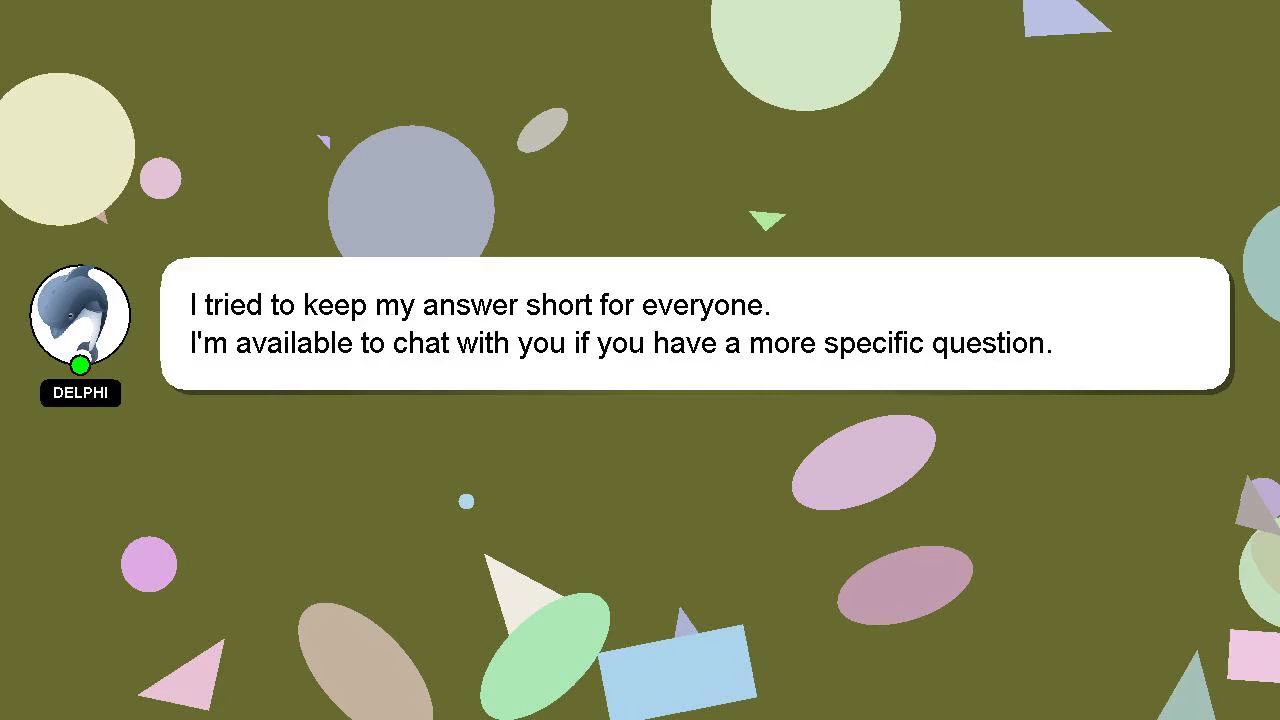 I tried to keep my answer short for everyone.
I'm available to chat with you if you have a more specific question.
DELPHI